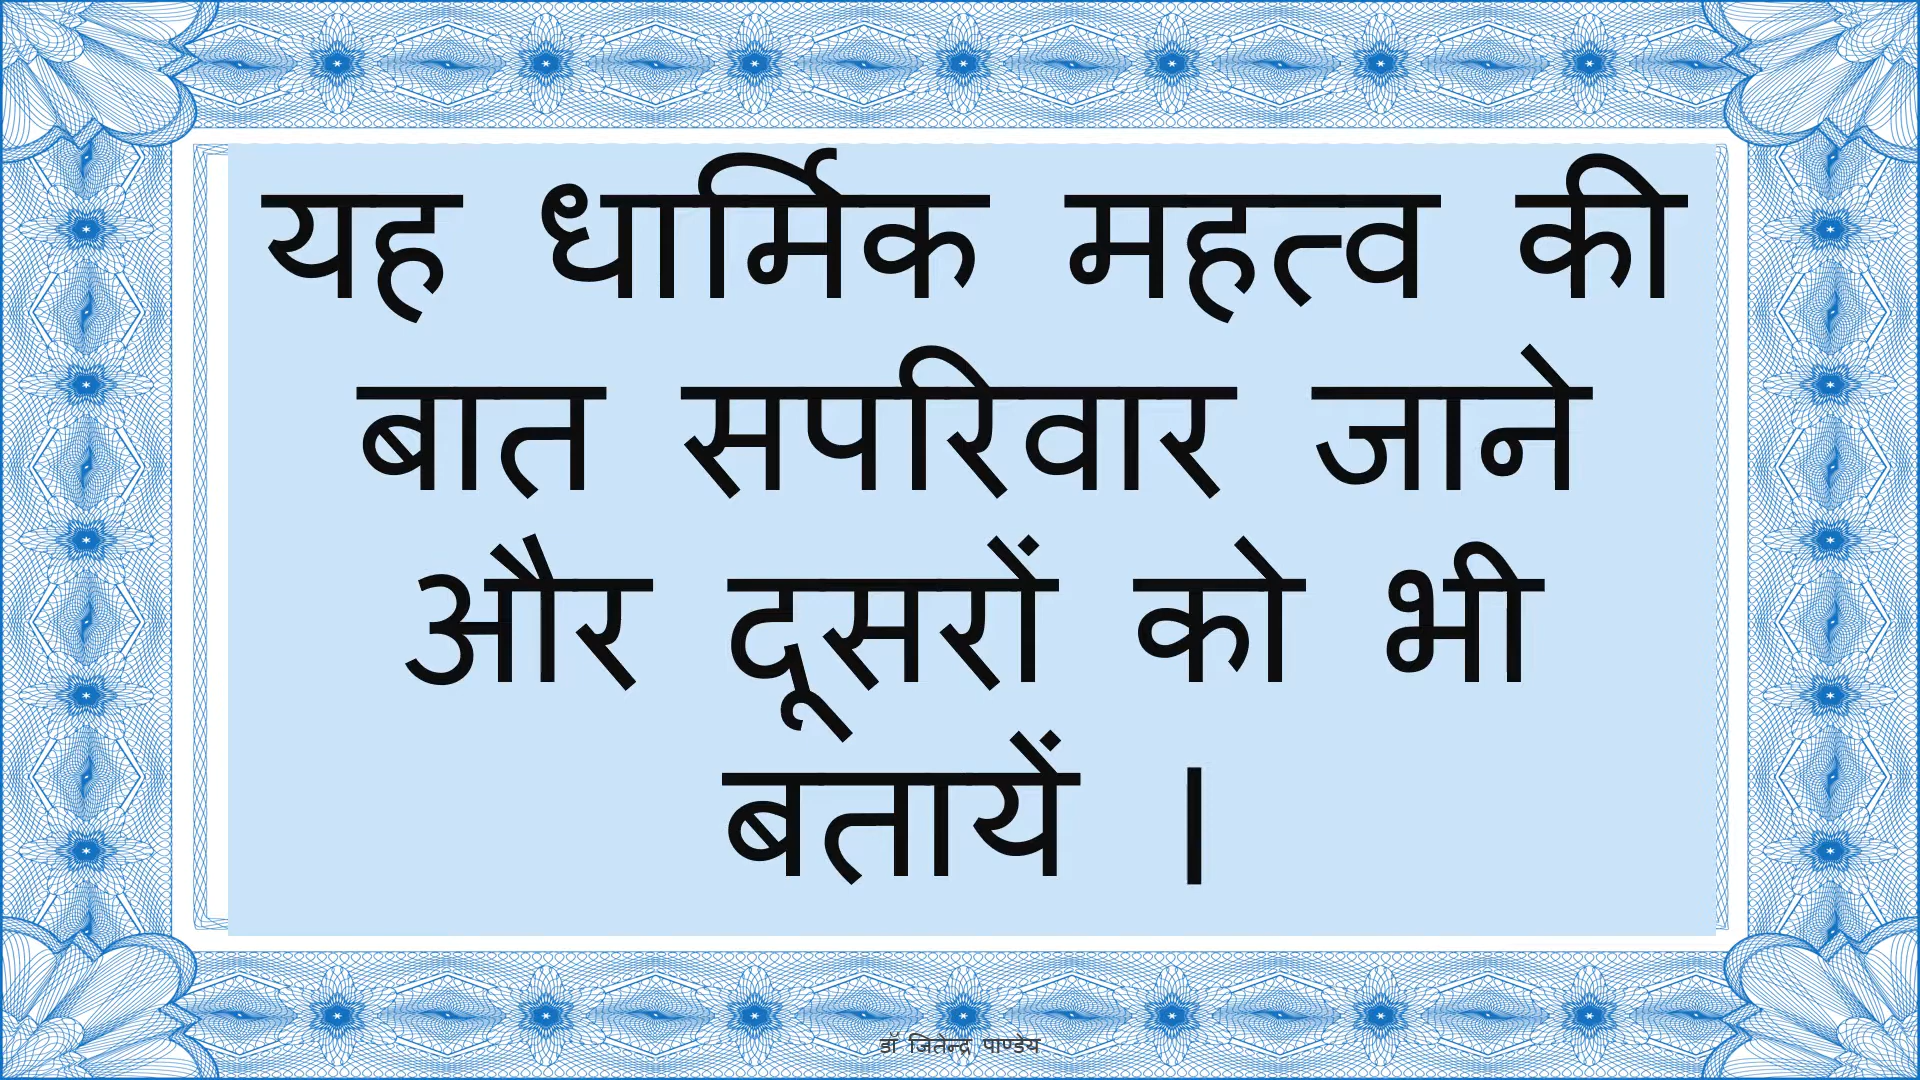 यह धार्मिक महत्व की
बात सपरिवार जाने
और दूसरों को भी
बतायें ।
डॉ जितेन्द्र पाण्डेय